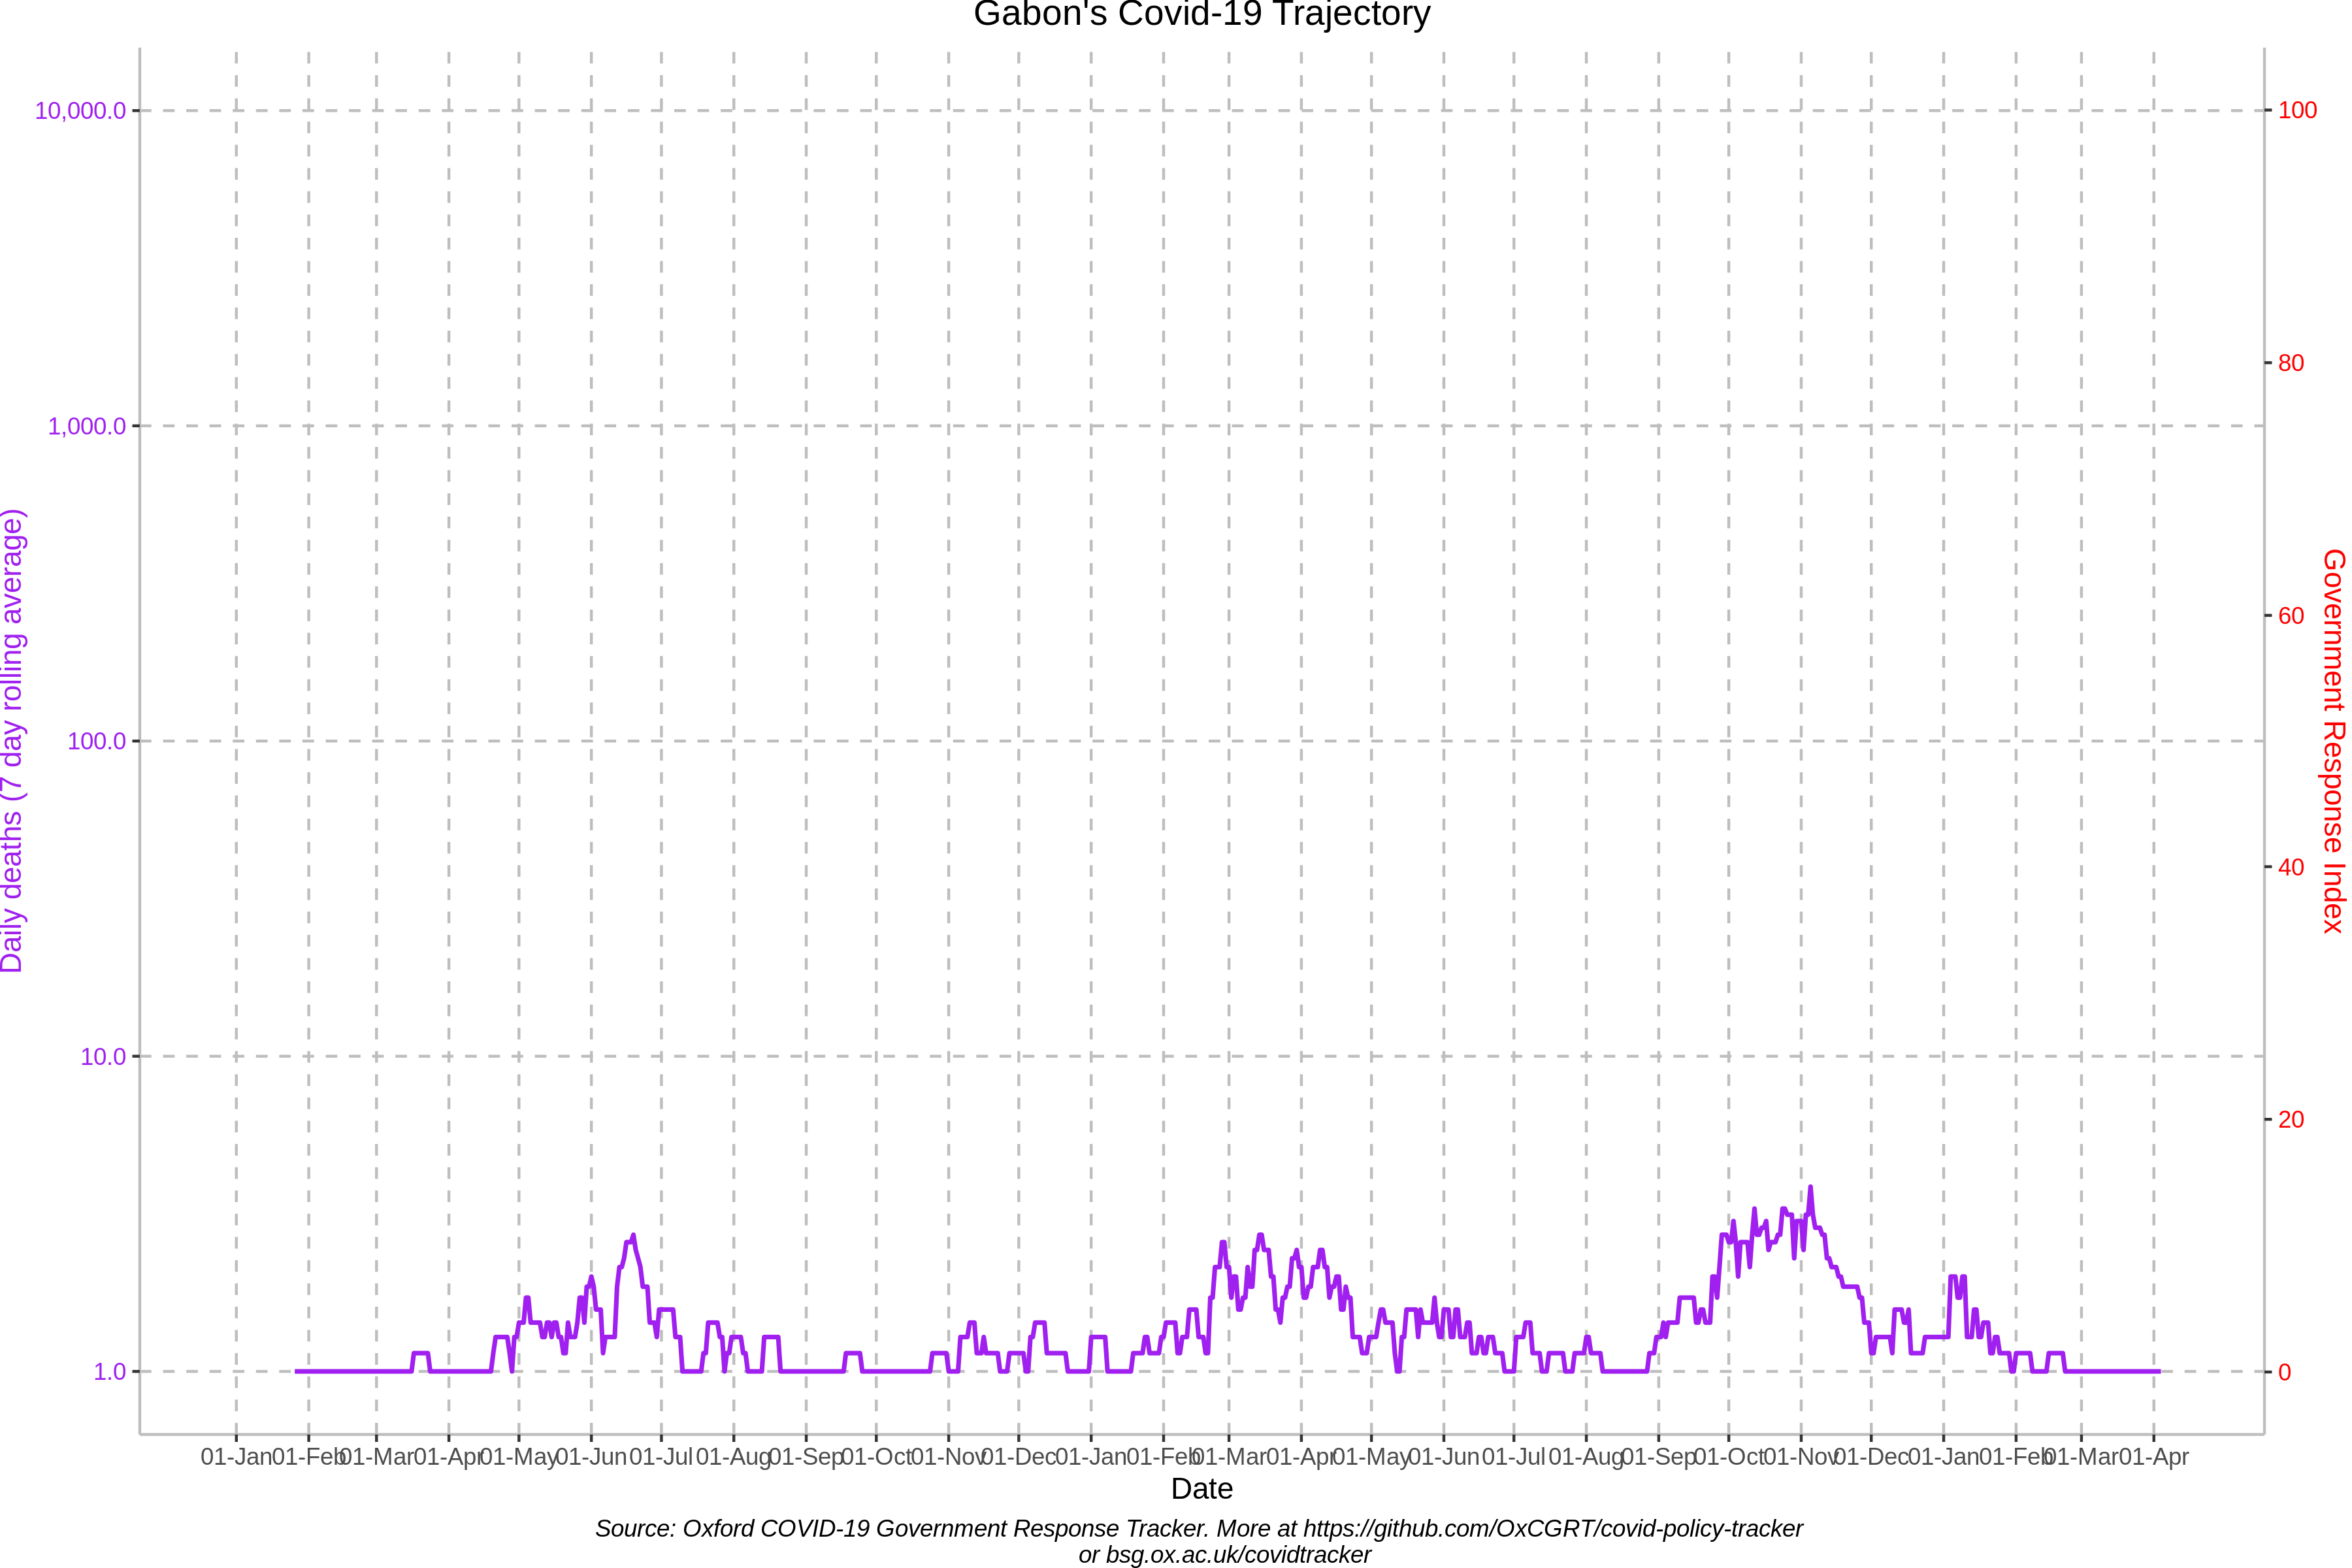 Gabon's Covid-19 Trajectory
10,000.0
1,000.0
100.0
10.0
1.0
Daily deaths (7 day rolling average)
100
80
60
40
20
0
Government Response Index
01-Jan 01-Feb 01-Mar 01-Apr 01-May 01-Jun 01-Jul 01-Aug 01-Sep 01-Oct 01-Nov 01-Dec 01-Jan 01-Feb 01-Mar 01-Apr 01-May 01-Jun 01-Jul 01-Aug 01-Sep 01-Oct 01-Nov 01-Dec 01-Jan 01-Feb 01-Mar 01-Apr
Date
Source: Oxford COVID-19 Government Response Tracker. More at https://github.com/OxCGRT/covid-policy-tracker
or bsg.ox.ac.uk/covidtracker